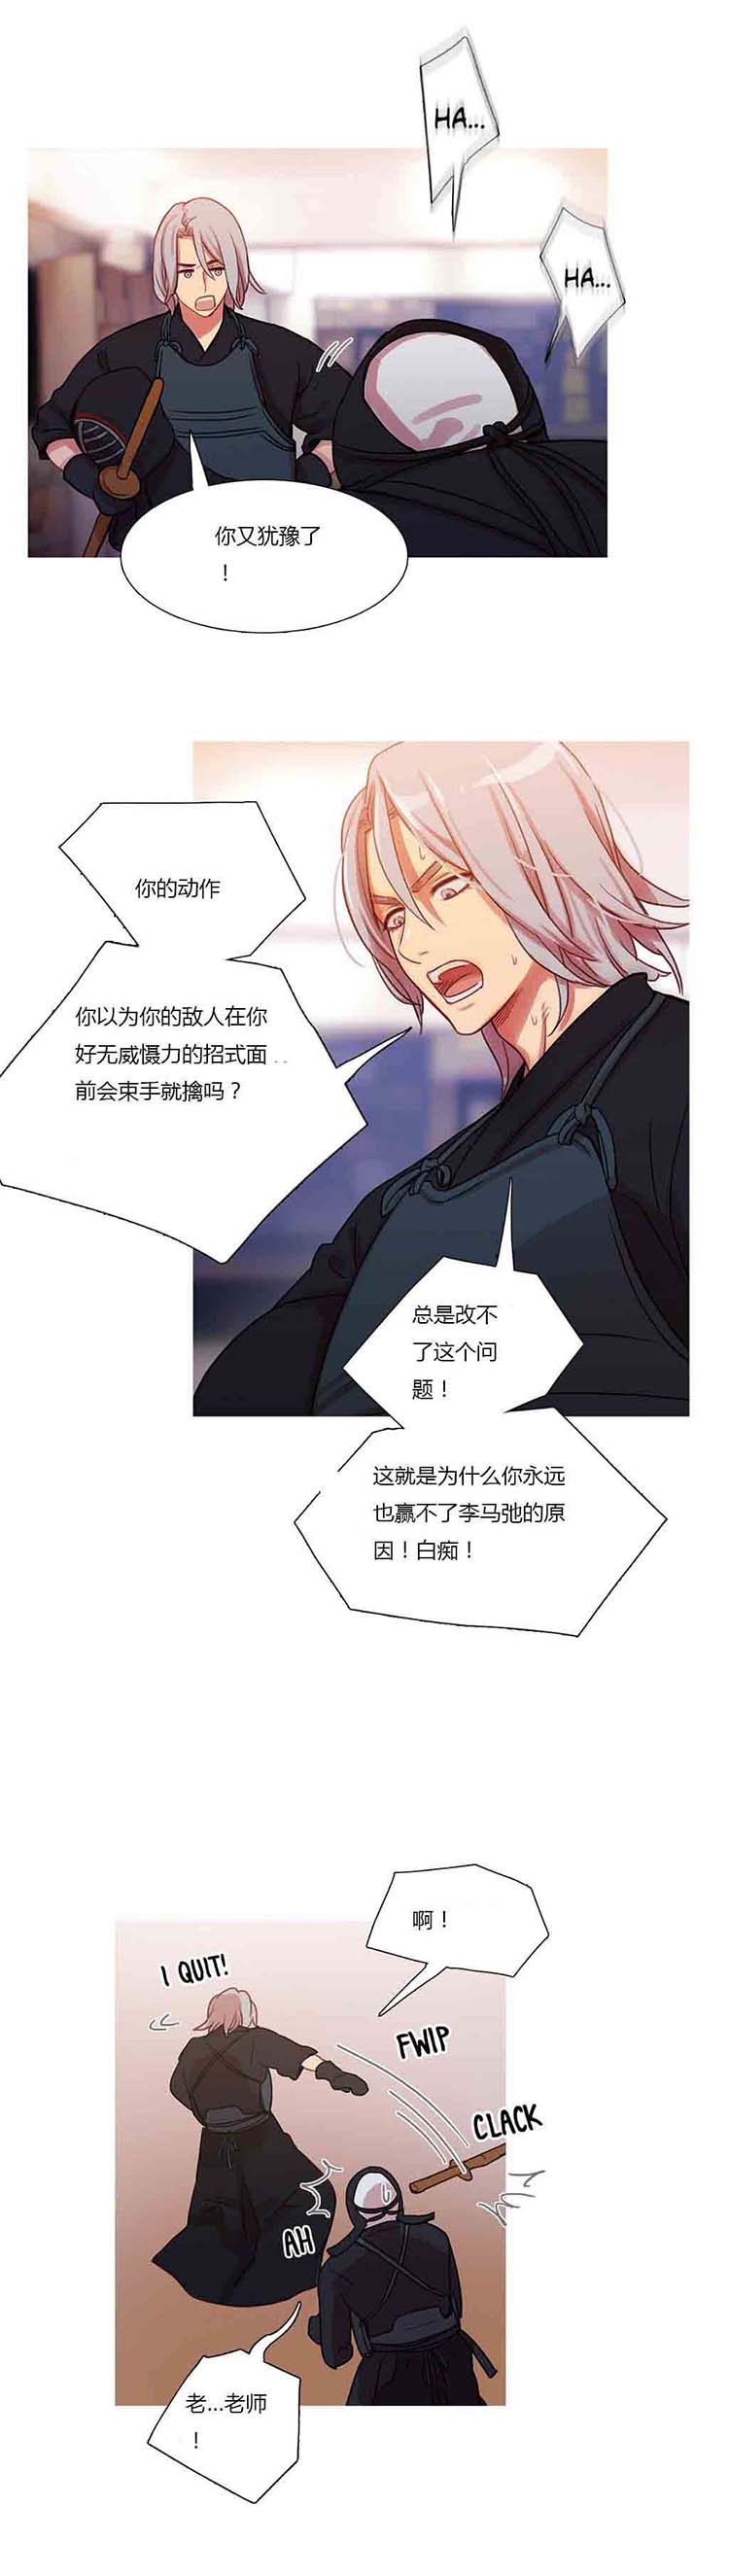 HA...
HA...
你又犹豫了
！
你的动作
你以为你的敌人在你
好无威慑力的招式面
前会束手就擒吗？
总是改不
了这个问
题！
这就是为什么你永远
也赢不了李马弛的原
因！白痴！
啊！
I QUIT!
FWIP
CLACK
AH
老...老师
！